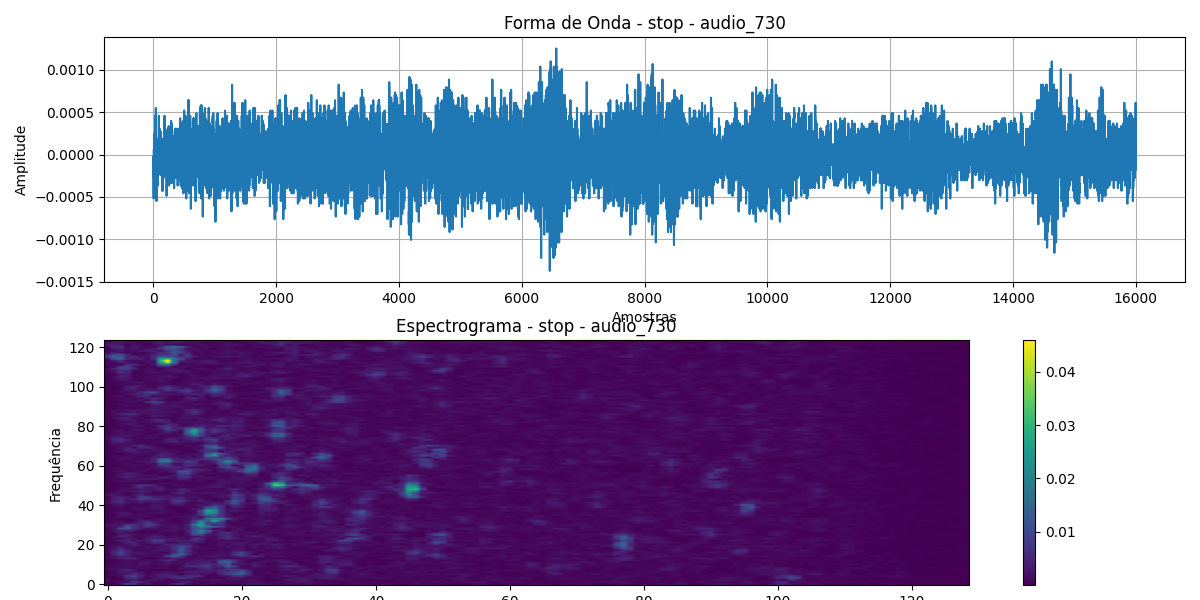 Forma de Onda - stop - audio_730
0.0010
0.0005
0.0000
−0.0005
−0.0010
−0.0015
Amplitude
0 2000 4000 6000 8000 10000 12000 14000 16000
Amostras
Espectrograma - stop - audio_730
120
100
80
60
40
20
0
Frequência
0 20 40 60 80 100 120
0.04
0.03
0.02
0.01